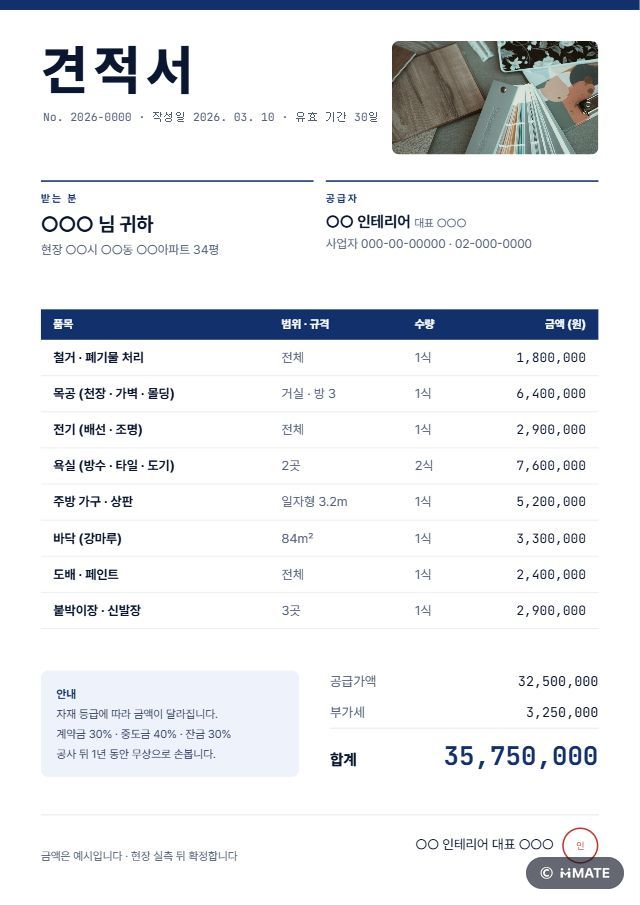 견적서
No. 2026-0000 · 작성일 2026. 03. 10 · 유효 기간 30일
받는 분
○○○ 님 귀하
현장 ○○시 ○○동 ○○아파트 34평
공급자
○○ 인테리어 대표 ○○○
사업자 000-00-00000 · 02-000-0000
품목 범위 · 규격 수량 금액 (원)
철거 · 폐기물 처리 전체 1식 1,800,000
목공 (천장 · 가벽 · 몰딩) 거실 · 방 3 1식 6,400,000
전기 (배선 · 조명) 전체 1식 2,900,000
욕실 (방수 · 타일 · 도기) 2곳 2식 7,600,000
주방 가구 · 상판 일자형 3.2m 1식 5,200,000
바닥 (강마루) 84m² 1식 3,300,000
도배 · 페인트 전체 1식 2,400,000
붙박이장 · 신발장 3곳 1식 2,900,000
안내
자재 등급에 따라 금액이 달라집니다.
계약금 30% · 중도금 40% · 잔금 30%
공사 뒤 1년 동안 무상으로 손봅니다.
공급가액 32,500,000
부가세 3,250,000
합계 35,750,000
금액은 예시입니다 · 현장 실측 뒤 확정합니다
○○ 인테리어 대표 ○○○ 인
© MMATE